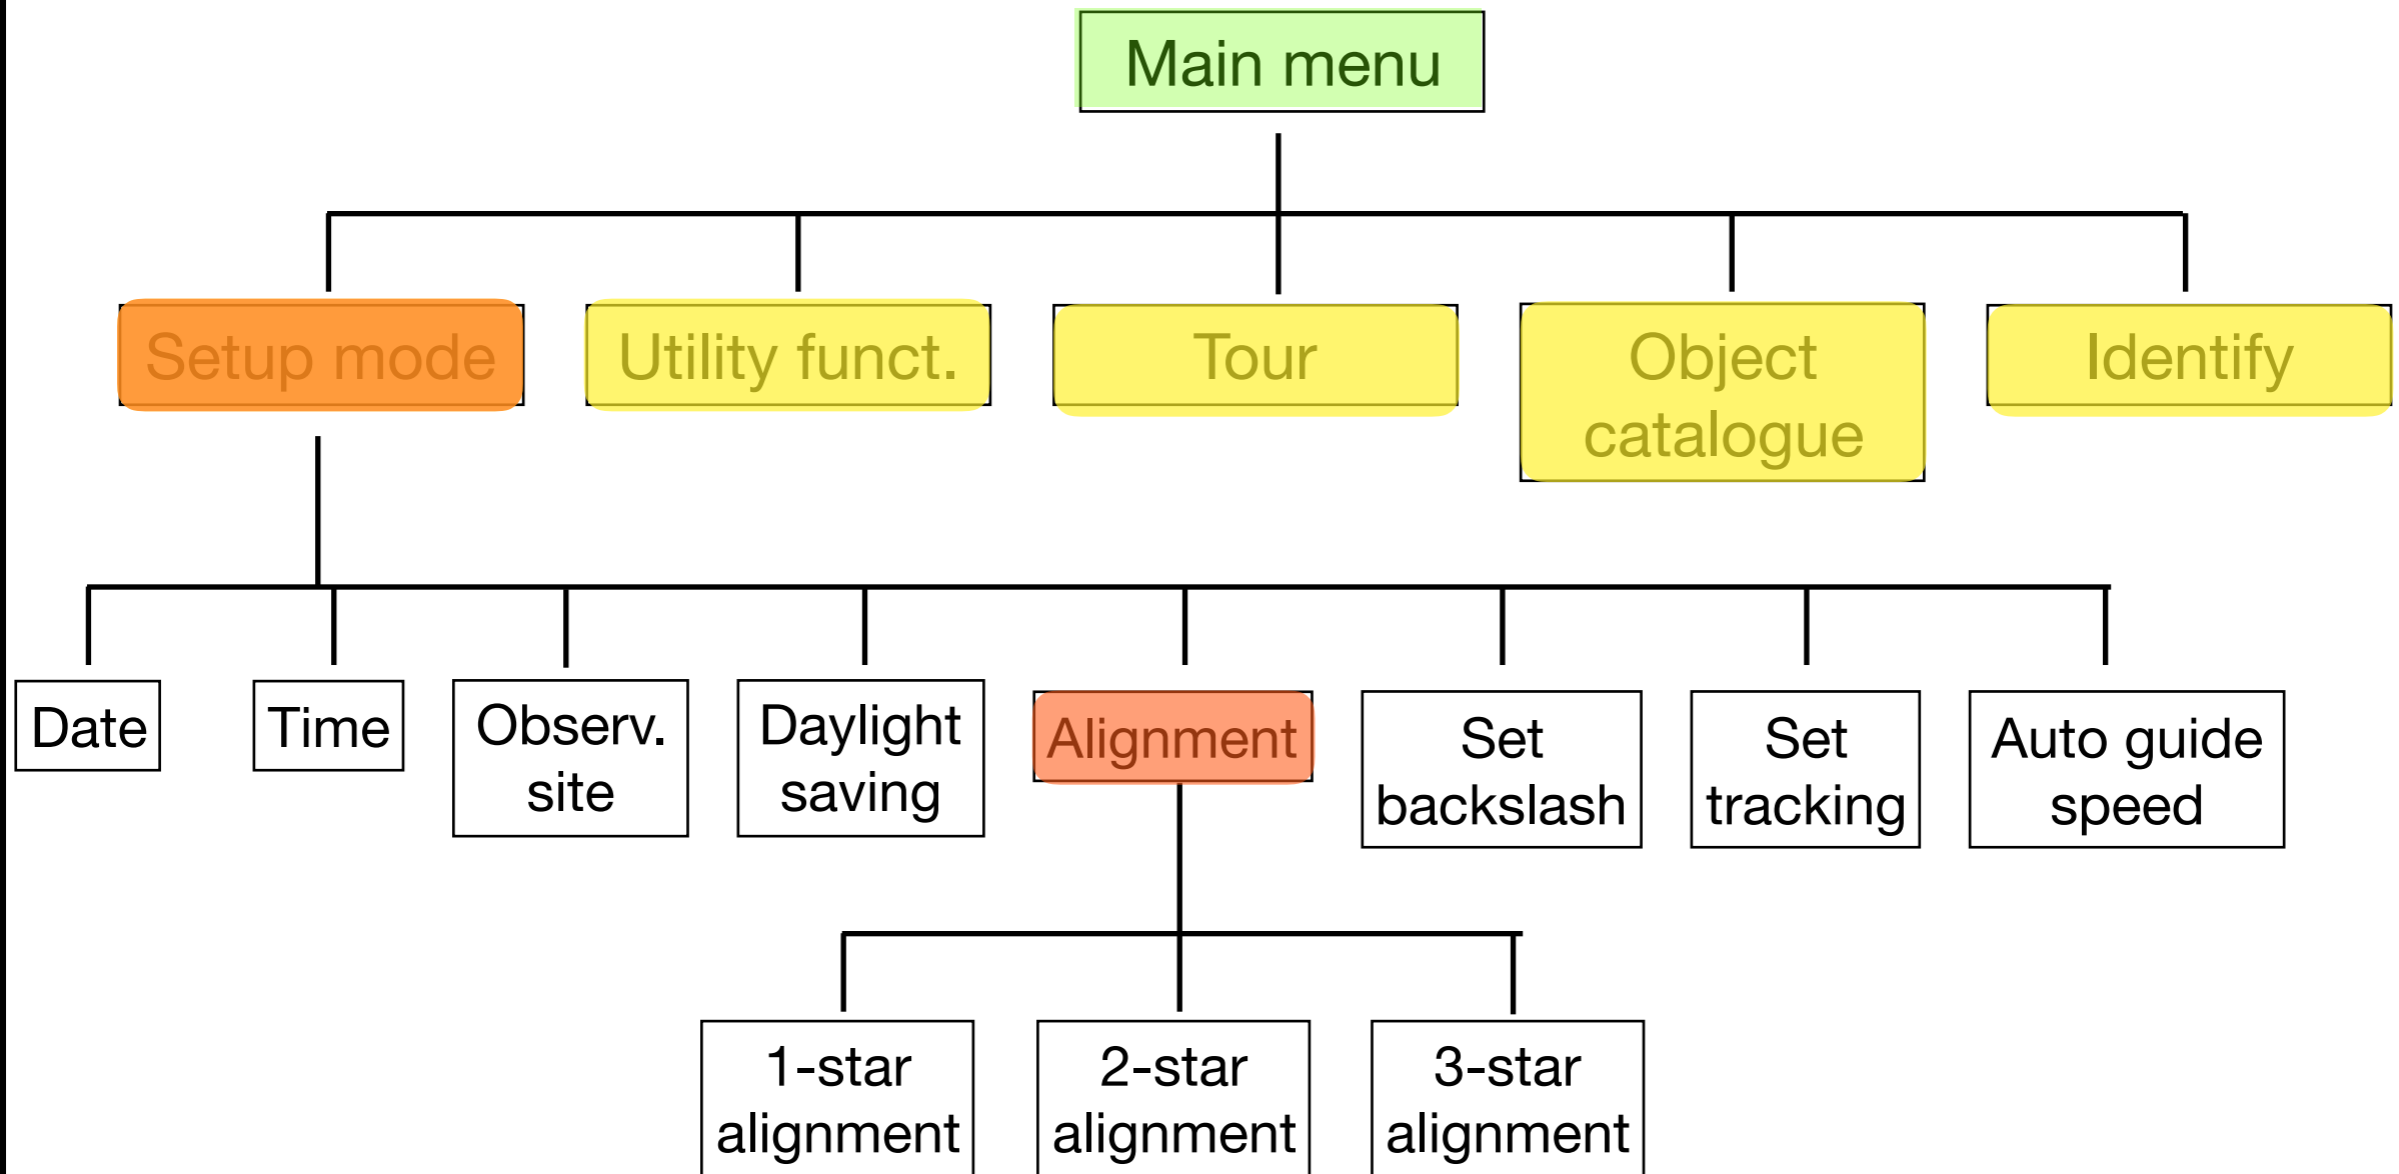 Main menu
Setup mode
Utility funct.
Tour
Object
catalogue
Identify
Date
Time
Observ.
site
Daylight
saving
Alignment
Set
backslash
Set
tracking
Auto guide
speed
1-star
alignment
2-star
alignment
3-star
alignment